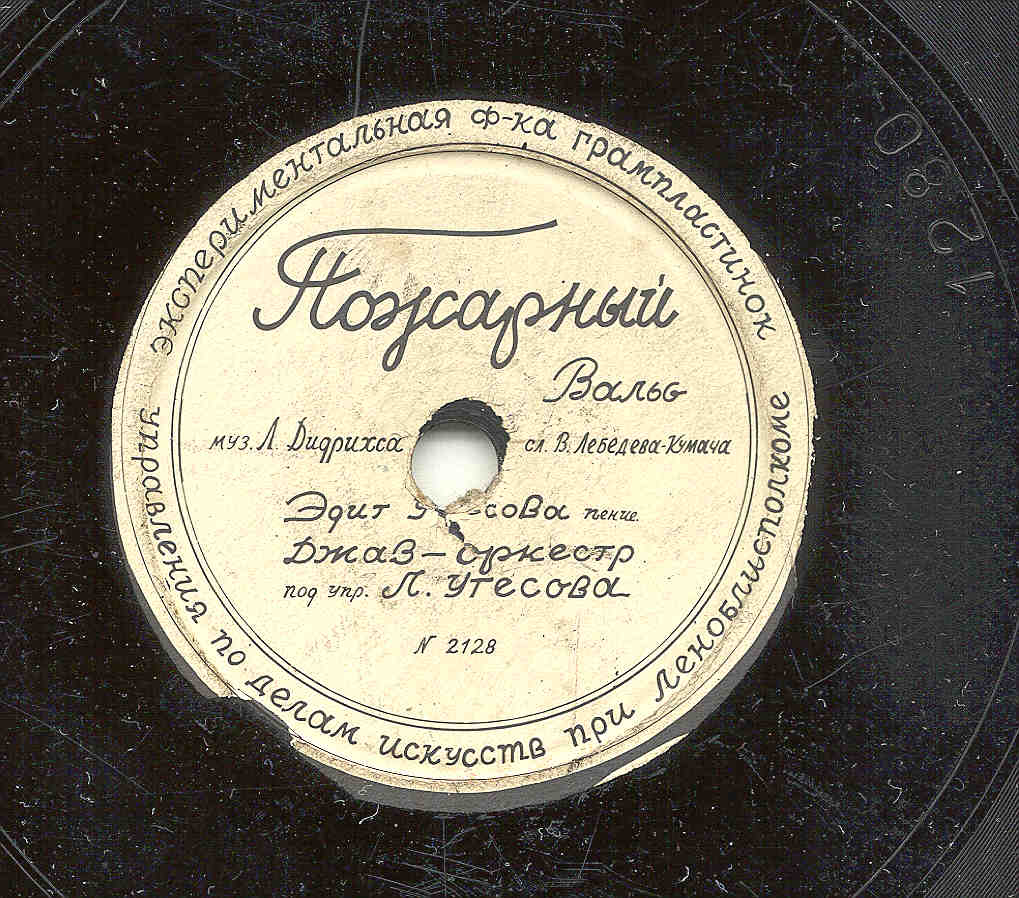 экспериментальная ф-ка грампластинок
управления по делам искусств при Леноблисполкоме
Пожарный
Вальс
муз. Л. Дидрихса сл. В. Лебедева-Кумача
Эдит пение.
Джаз-оркестр
под упр. Л. Утесова
N 2128
1280